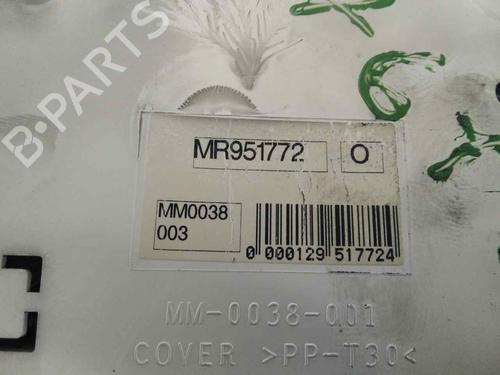 B-PARTS
MR951772 O
MM0038
003
0 000129 517724
MM-0038-001
COVER >PP-T30<